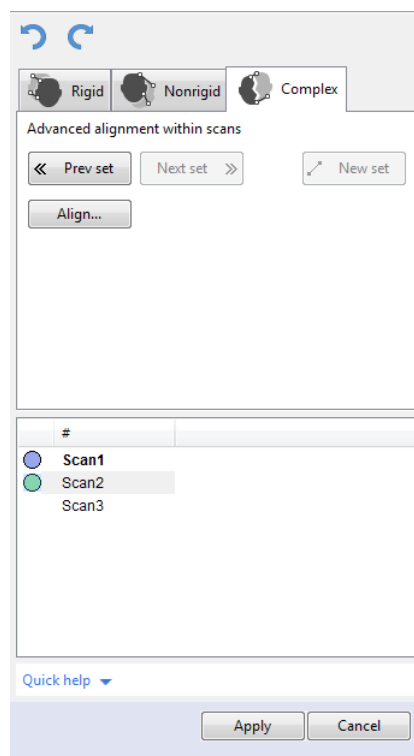 Rigid Nonrigid Complex
Advanced alignment within scans
Prev set Next set New set
Align...
#
Scan1
Scan2
Scan3
Quick help
Apply Cancel